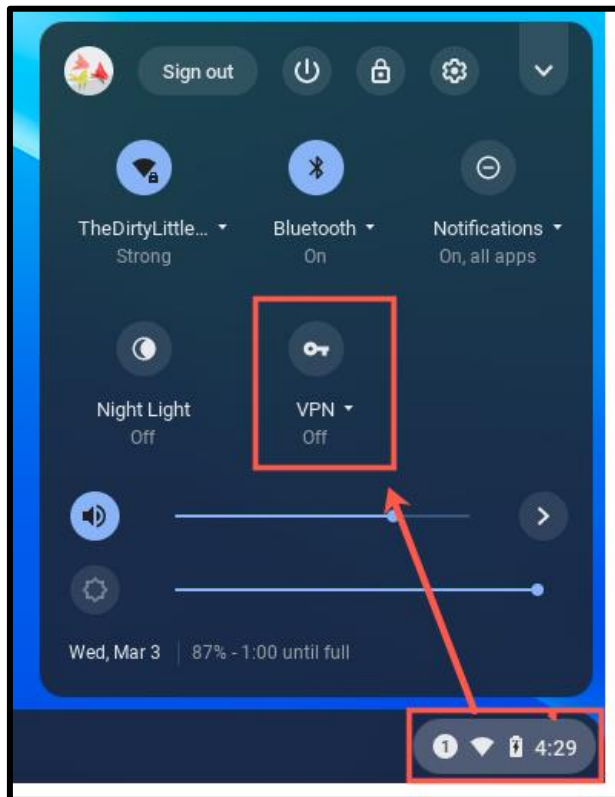 Sign out
TheDirtyLittle... Bluetooth Notifications
Strong On On, all apps
Night Light VPN
Off Off
Wed, Mar 3 87% - 1:00 until full
1 4:29